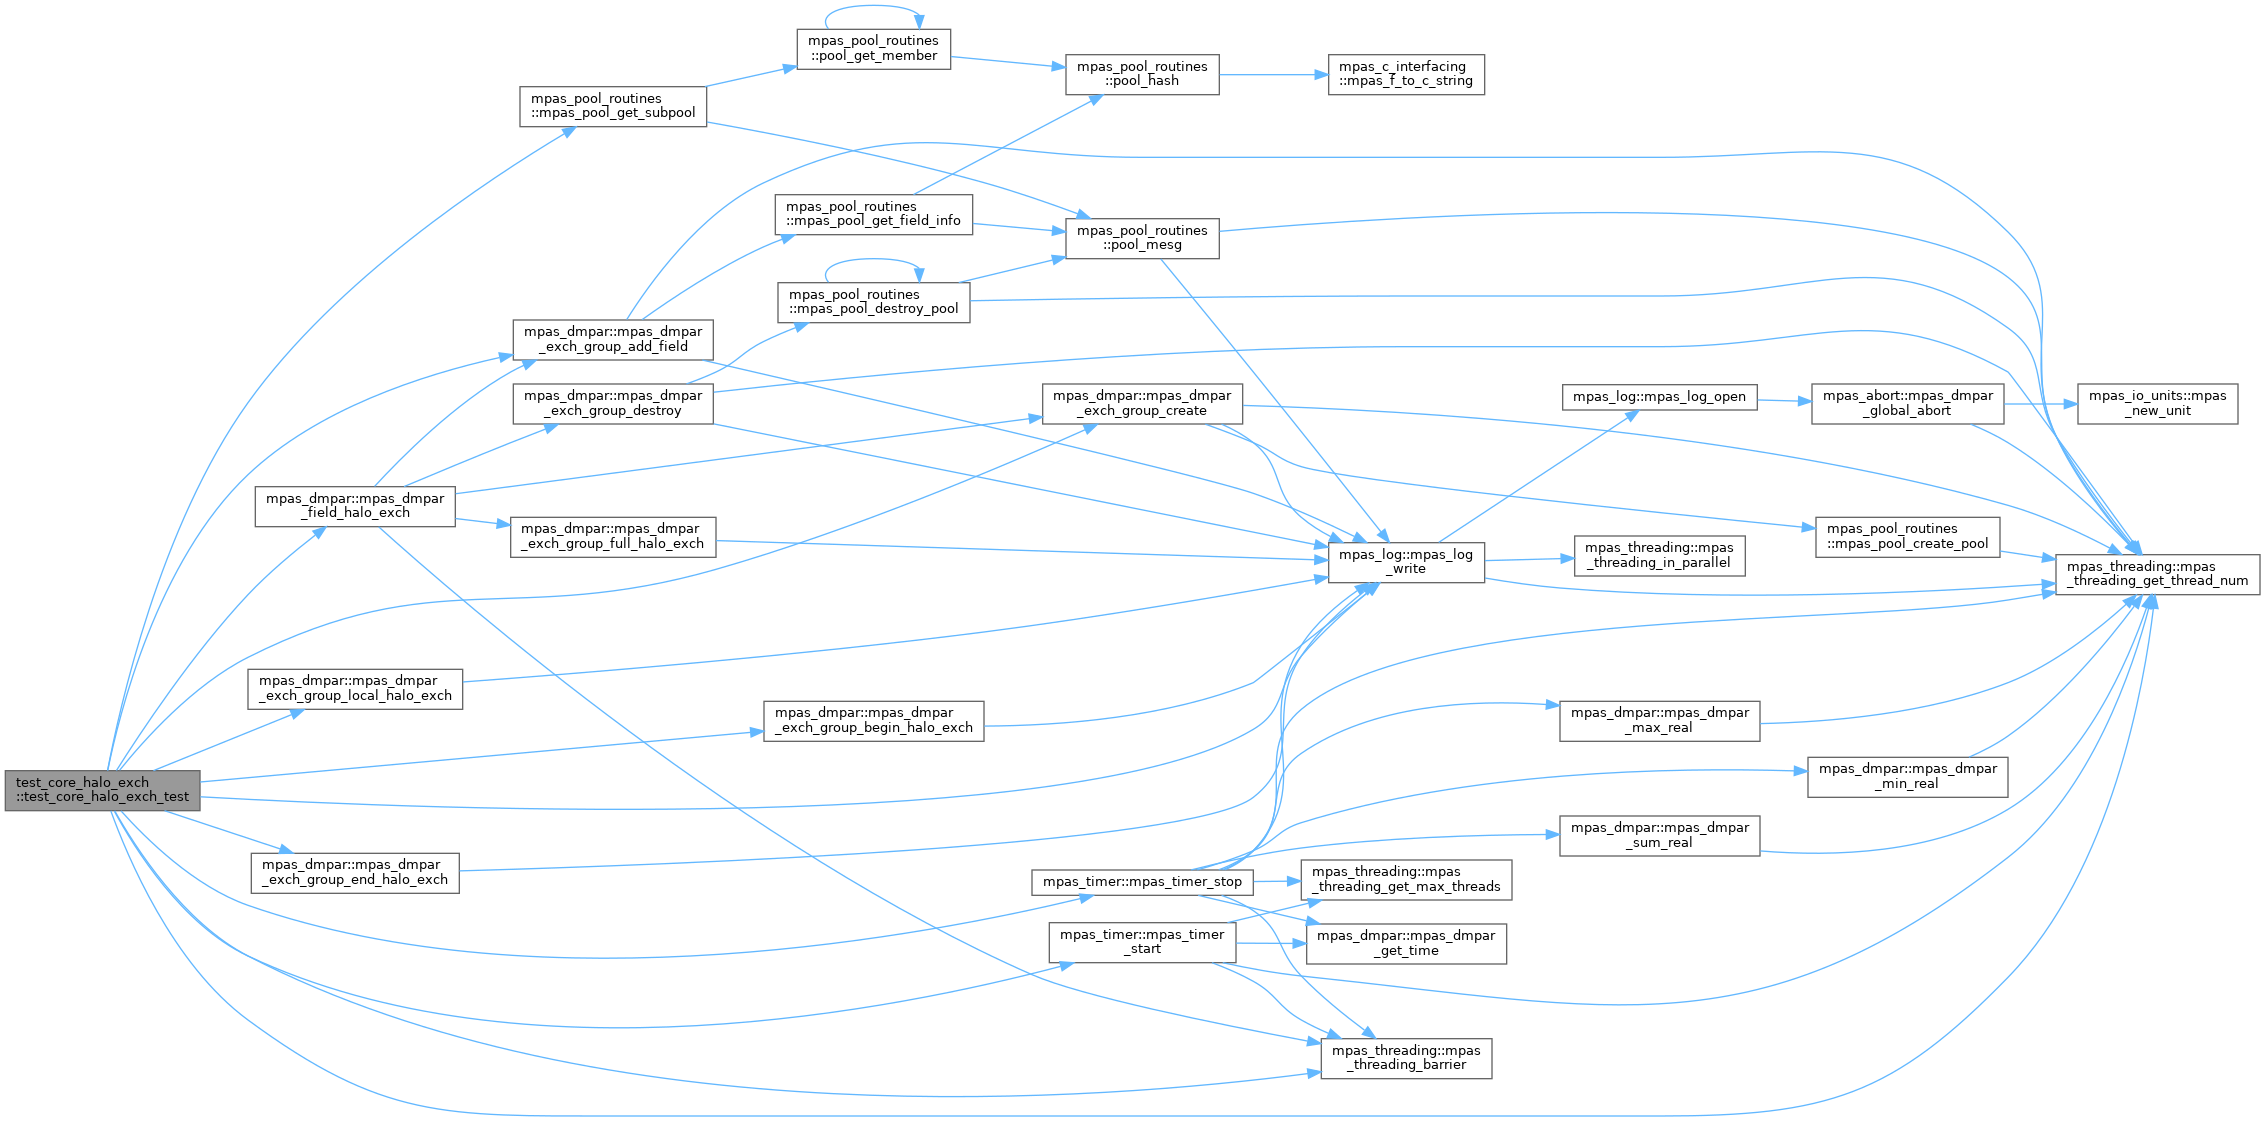 mpas_pool_routines
::pool_get_member
mpas_pool_routines
::pool_hash
mpas_c_interfacing
::mpas_f_to_c_string
mpas_pool_routines
::mpas_pool_get_subpool
mpas_pool_routines
::mpas_pool_get_field_info
mpas_pool_routines
::pool_mesg
mpas_pool_routines
::mpas_pool_destroy_pool
mpas_dmpar::mpas_dmpar
_exch_group_add_field
mpas_dmpar::mpas_dmpar
_exch_group_destroy
mpas_dmpar::mpas_dmpar
_exch_group_create
mpas_log::mpas_log_open
mpas_abort::mpas_dmpar
_global_abort
mpas_io_units::mpas
_new_unit
mpas_dmpar::mpas_dmpar
_field_halo_exch
mpas_dmpar::mpas_dmpar
_exch_group_full_halo_exch
mpas_pool_routines
::mpas_pool_create_pool
mpas_log::mpas_log
_write
mpas_threading::mpas
_threading_in_parallel
mpas_threading::mpas
_threading_get_thread_num
mpas_dmpar::mpas_dmpar
_exch_group_local_halo_exch
mpas_dmpar::mpas_dmpar
_exch_group_begin_halo_exch
mpas_dmpar::mpas_dmpar
_max_real
test_core_halo_exch
::test_core_halo_exch_test
mpas_dmpar::mpas_dmpar
_min_real
mpas_dmpar::mpas_dmpar
_sum_real
mpas_dmpar::mpas_dmpar
_exch_group_end_halo_exch
mpas_timer::mpas_timer_stop
mpas_threading::mpas
_threading_get_max_threads
mpas_timer::mpas_timer
_start
mpas_dmpar::mpas_dmpar
_get_time
mpas_threading::mpas
_threading_barrier